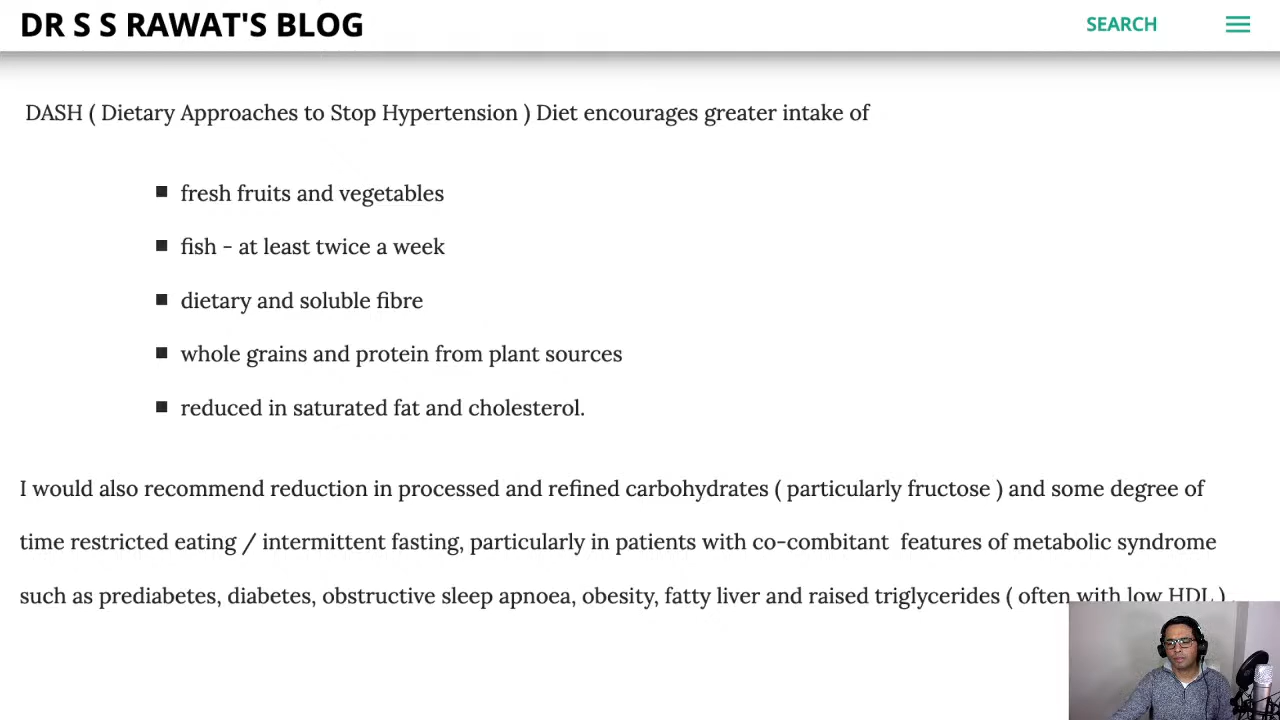 DR S S RAWAT'S BLOG
SEARCH
DASH ( Dietary Approaches to Stop Hypertension ) Diet encourages greater intake of
fresh fruits and vegetables
fish - at least twice a week
dietary and soluble fibre
whole grains and protein from plant sources
reduced in saturated fat and cholesterol.
I would also recommend reduction in processed and refined carbohydrates ( particularly fructose ) and some degree of
time restricted eating / intermittent fasting, particularly in patients with co-combitant features of metabolic syndrome
such as prediabetes, diabetes, obstructive sleep apnoea, obesity, fatty liver and raised triglycerides ( often with low HDL ) .